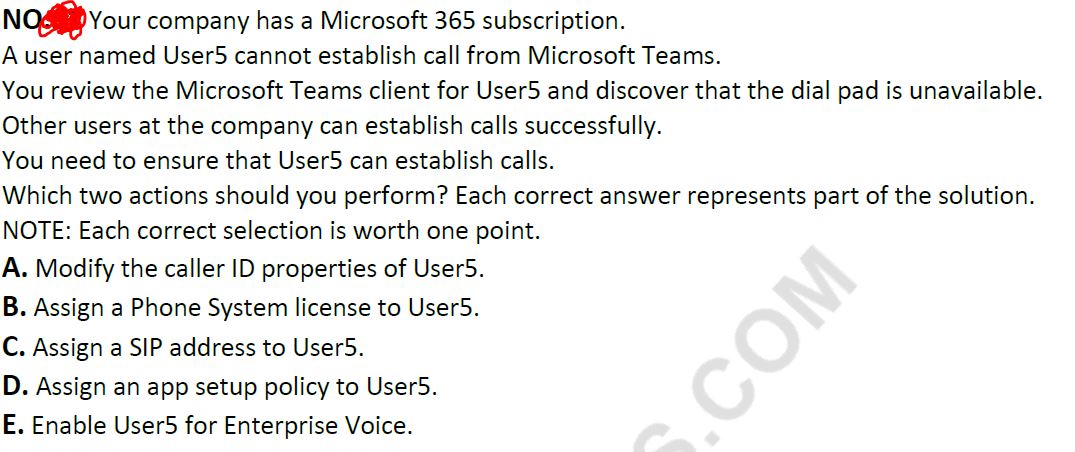 NO. Your company has a Microsoft 365 subscription.
A user named User5 cannot establish call from Microsoft Teams.
You review the Microsoft Teams client for User5 and discover that the dial pad is unavailable.
Other users at the company can establish calls successfully.
You need to ensure that User5 can establish calls.
Which two actions should you perform? Each correct answer represents part of the solution.
NOTE: Each correct selection is worth one point.
A. Modify the caller ID properties of User5.
B. Assign a Phone System license to User5.
C. Assign a SIP address to User5.
D. Assign an app setup policy to User5.
E. Enable User5 for Enterprise Voice.
S.COM